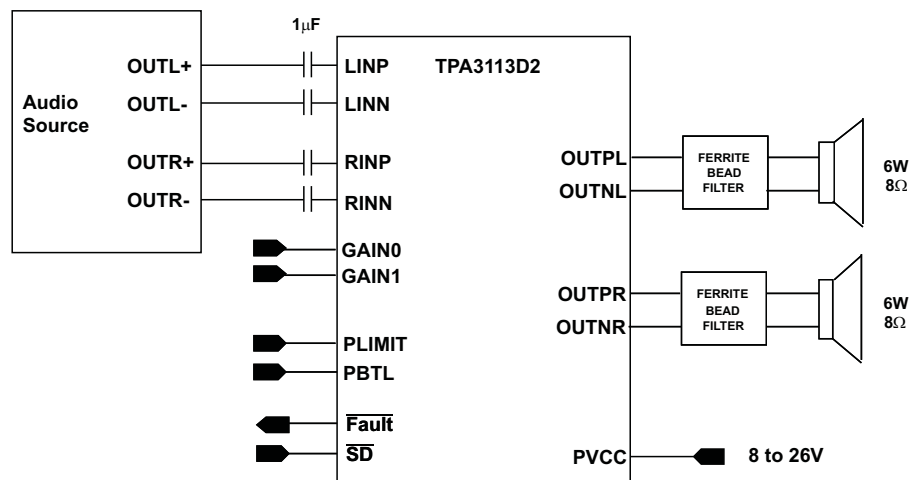 1μF
Audio
Source
OUTL+
OUTL-
OUTR+
OUTR-
TPA3113D2
LINP
LINN
RINP
RINN
GAIN0
GAIN1
PLIMIT
PBTL
Fault
SD
OUTPL
OUTNL
OUTPR
OUTNR
PVCC
FERRITE
BEAD
FILTER
6W
8Ω
FERRITE
BEAD
FILTER
6W
8Ω
8 to 26V